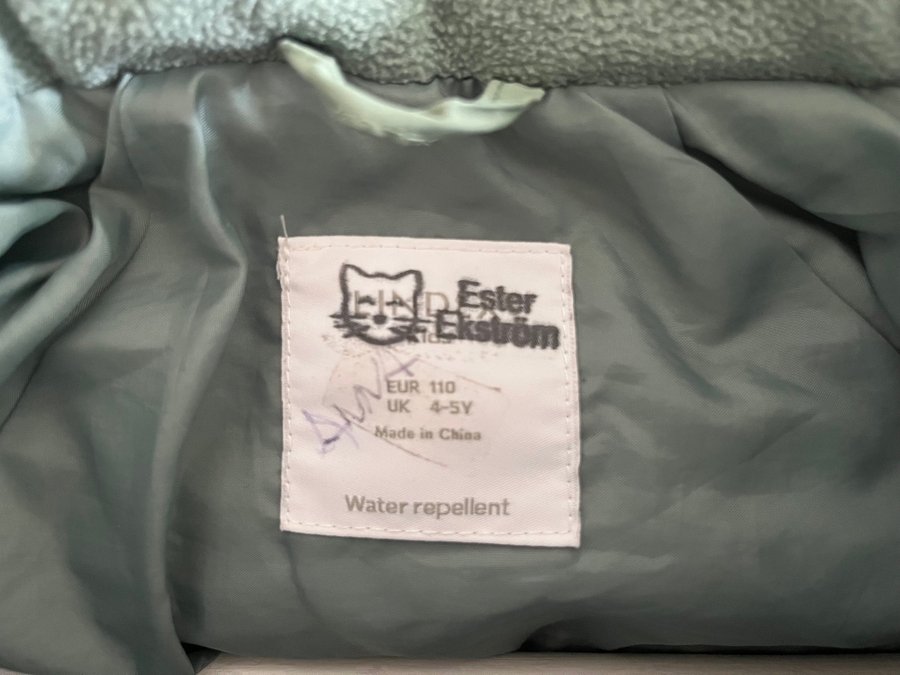 Ester
Ekström
EUR 110
UK 4-5Y
Made in China
Water repellent